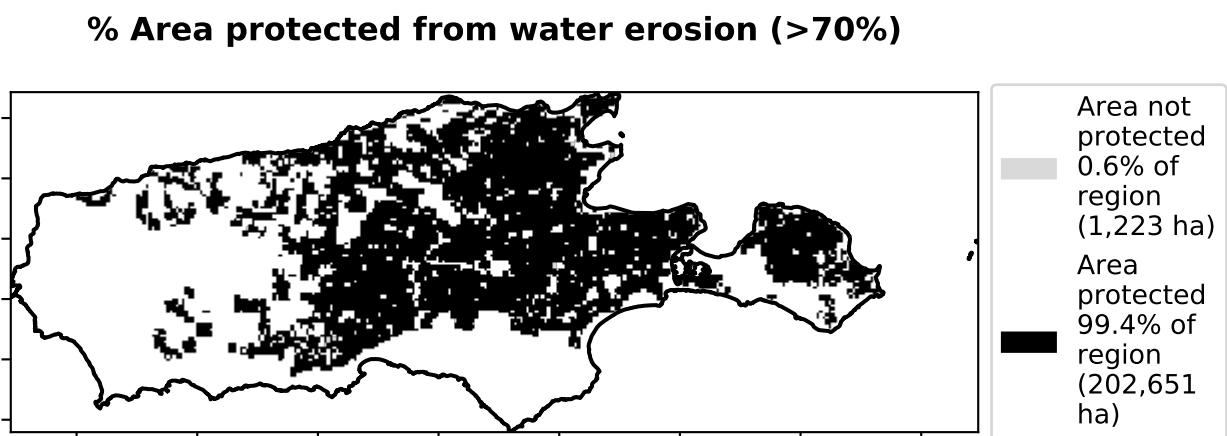 % Area protected from water erosion (>70%)
Area not
protected
0.6% of
region
(1,223 ha)
Area
protected
99.4% of
region
(202,651
ha)